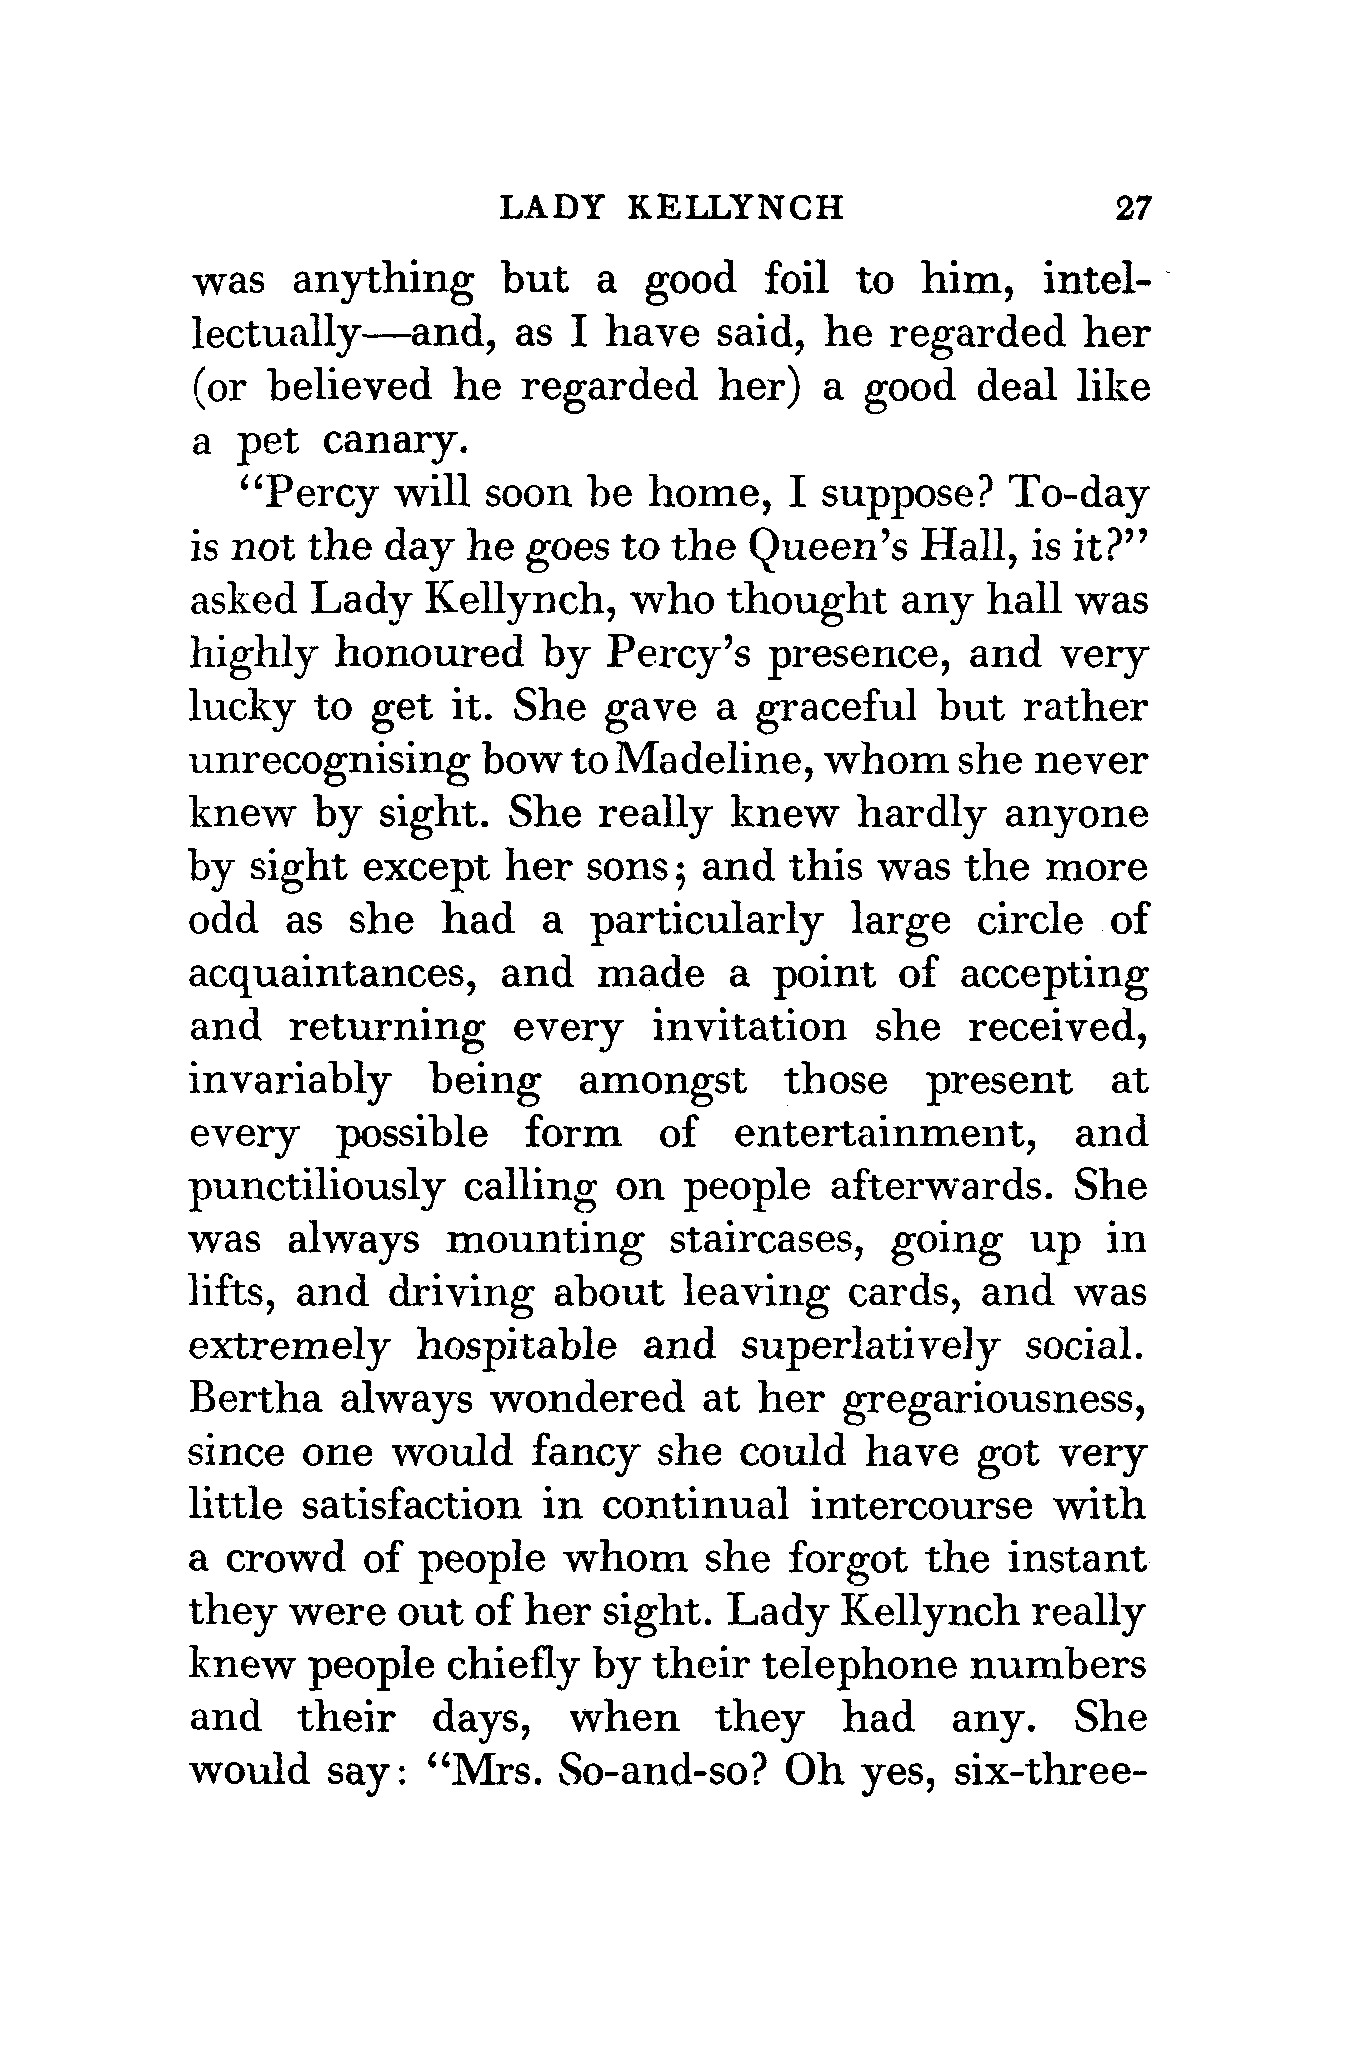 LADY KELLYNCH 27
was anything but a good foil to him, intel-
lectually—and, as I have said, he regarded her
(or believed he regarded her) a good deal like
a pet canary.
“Percy will soon be home, I suppose? To-day
is not the day he goes to the Queen’s Hall, is it?”
asked Lady Kellynch, who thought any hall was
highly honoured by Percy’s presence, and very
lucky to get it. She gave a graceful but rather
unrecognising bow to Madeline, whom she never
knew by sight. She really knew hardly anyone
by sight except her sons; and this was the more
odd as she had a particularly large circle of
acquaintances, and made a point of accepting
and returning every invitation she received,
invariably being amongst those present at
every possible form of entertainment, and
punctiliously calling on people afterwards. She
was always mounting staircases, going up in
lifts, and driving about leaving cards, and was
extremely hospitable and superlatively social.
Bertha always wondered at her gregariousness,
since one would fancy she could have got very
little satisfaction in continual intercourse with
a crowd of people whom she forgot the instant
they were out of her sight. Lady Kellynch really
knew people chiefly by their telephone numbers
and their days, when they had any. She
would say: “Mrs. So-and-so? Oh yes, six-three-